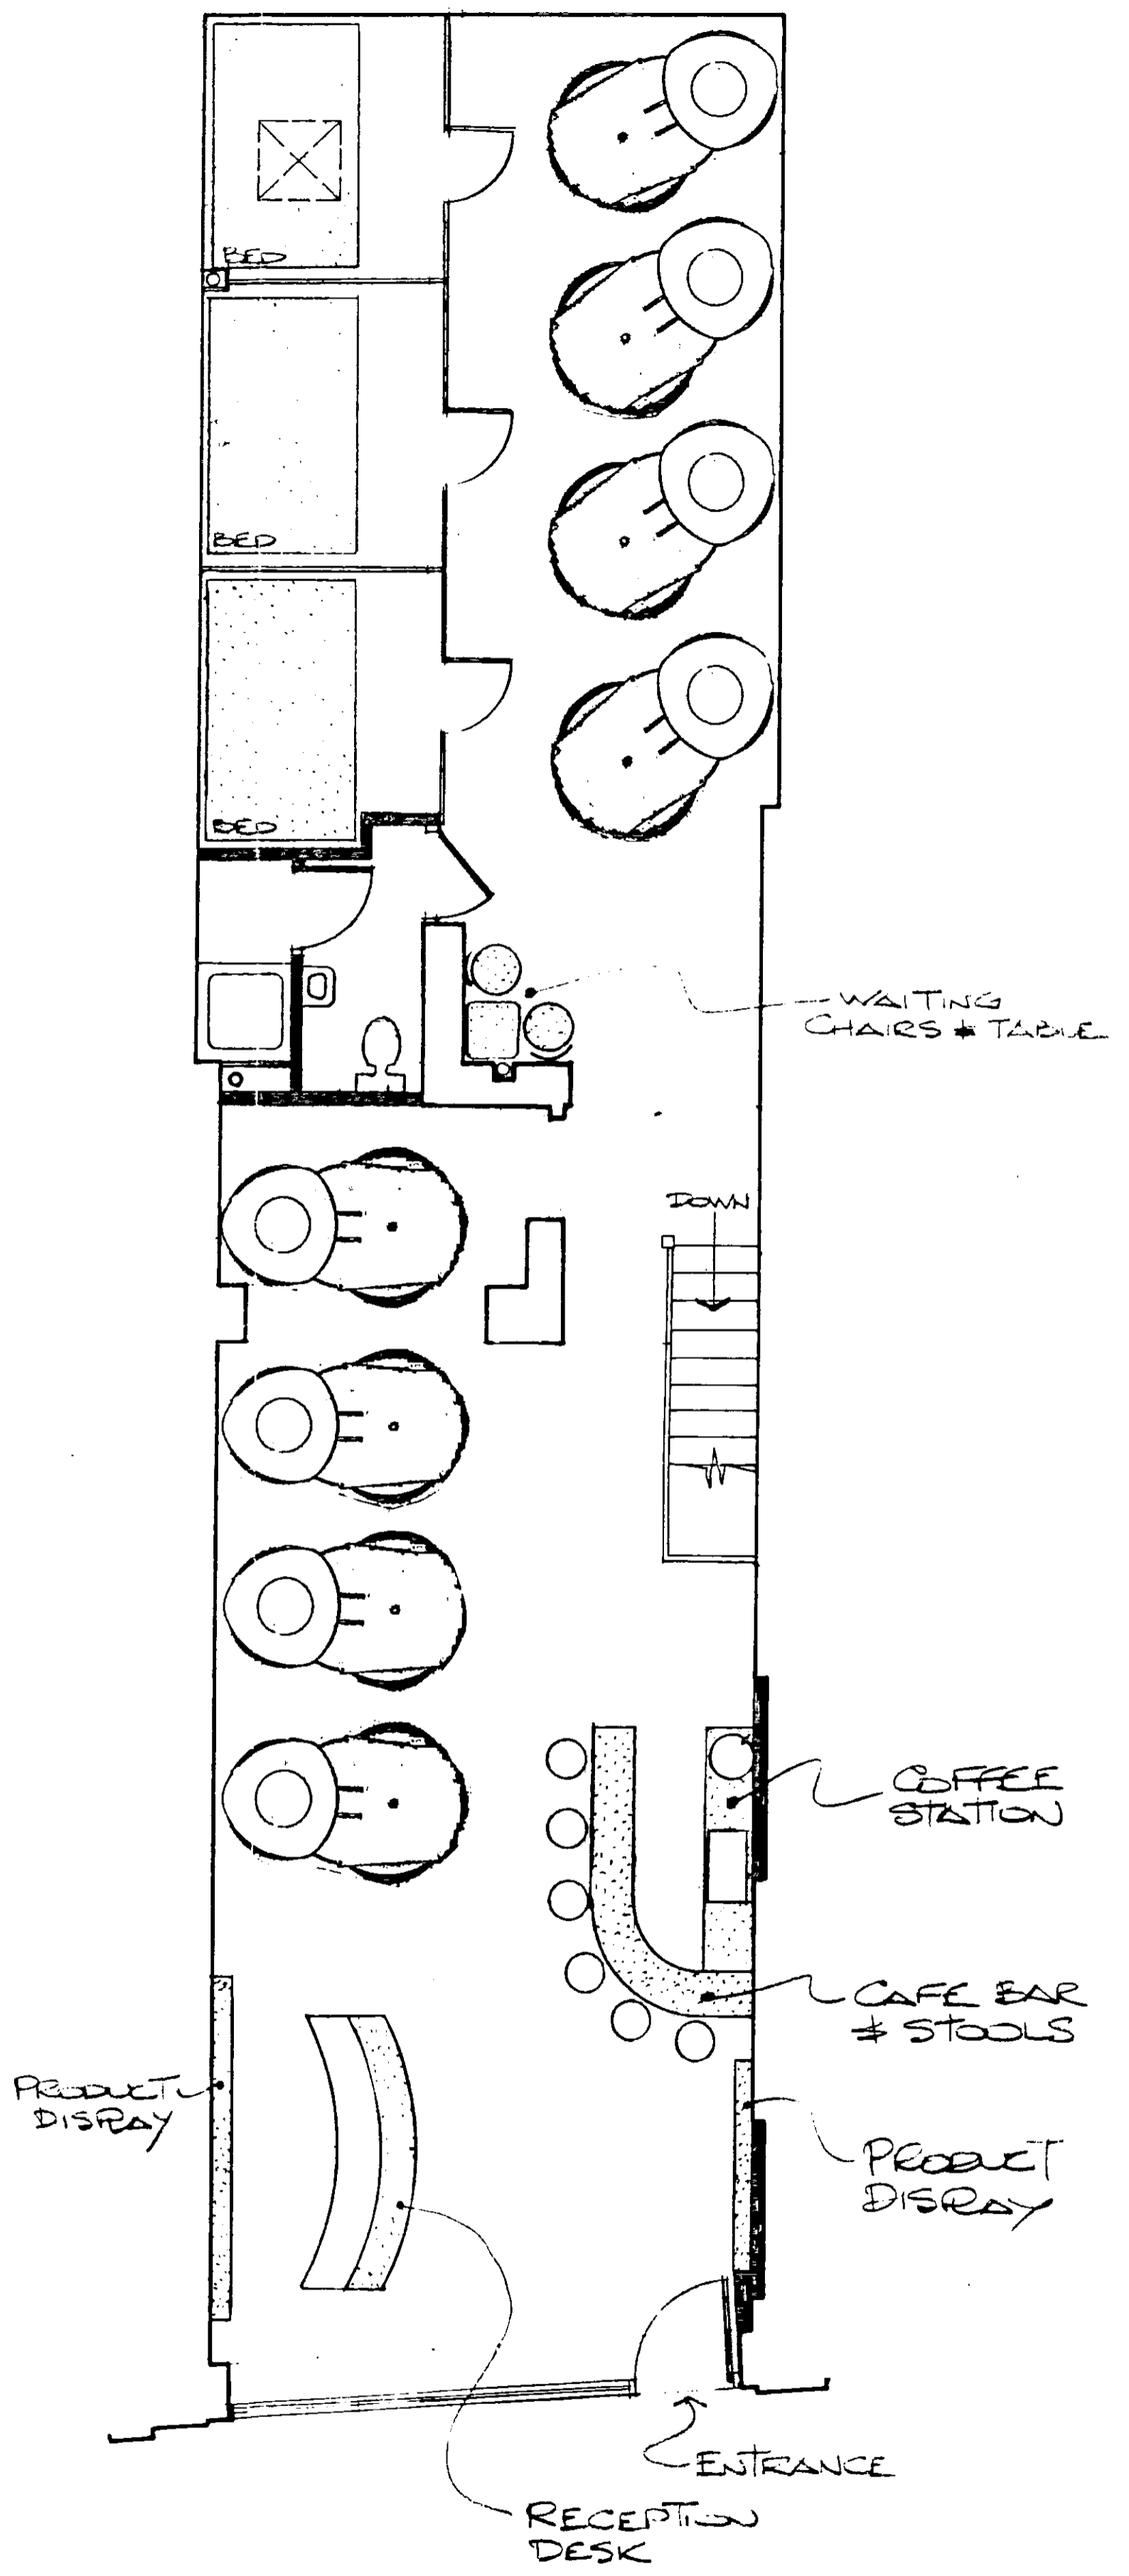 BED
BED
BED
WAITING
CHAIRS & TABLE
DOWN
COFFEE
STATION
CAFE BAR
& STOOLS
PRODUCT
DISPLAY
PRODUCT
DISPLAY
ENTRANCE
RECEPTION
DESK